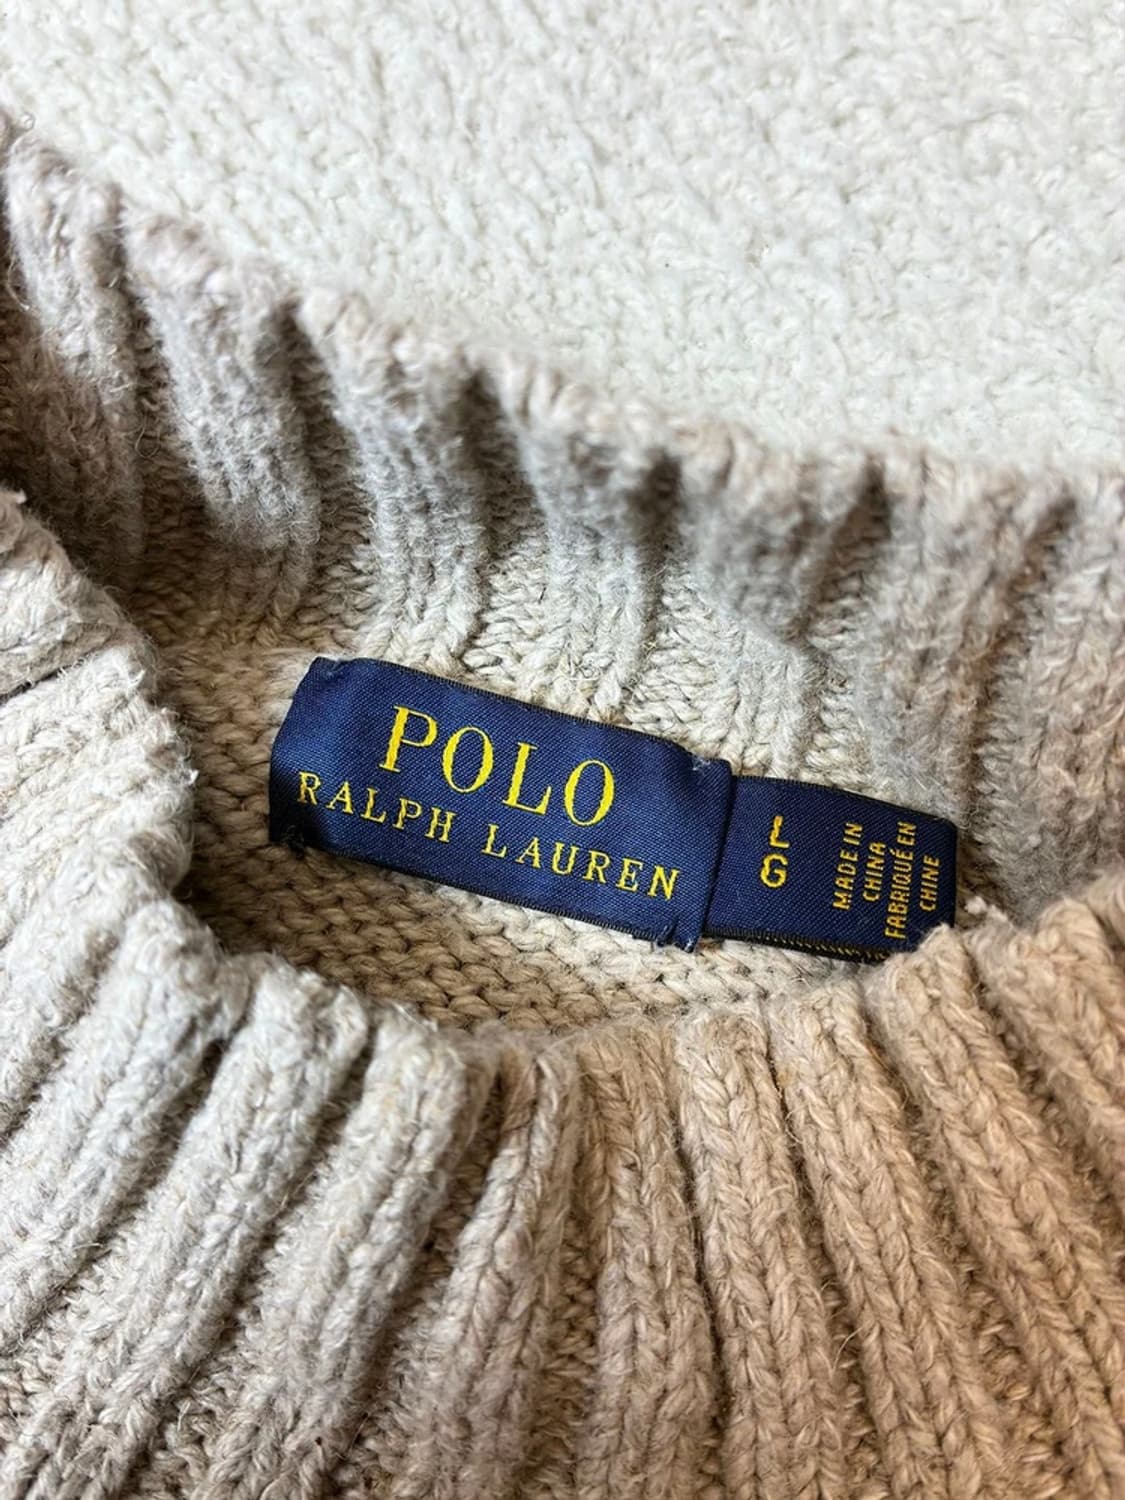 POLO
RALPH LAUREN
L
G
MADE IN
CHINA
FABRIQUÉ EN
CHINE